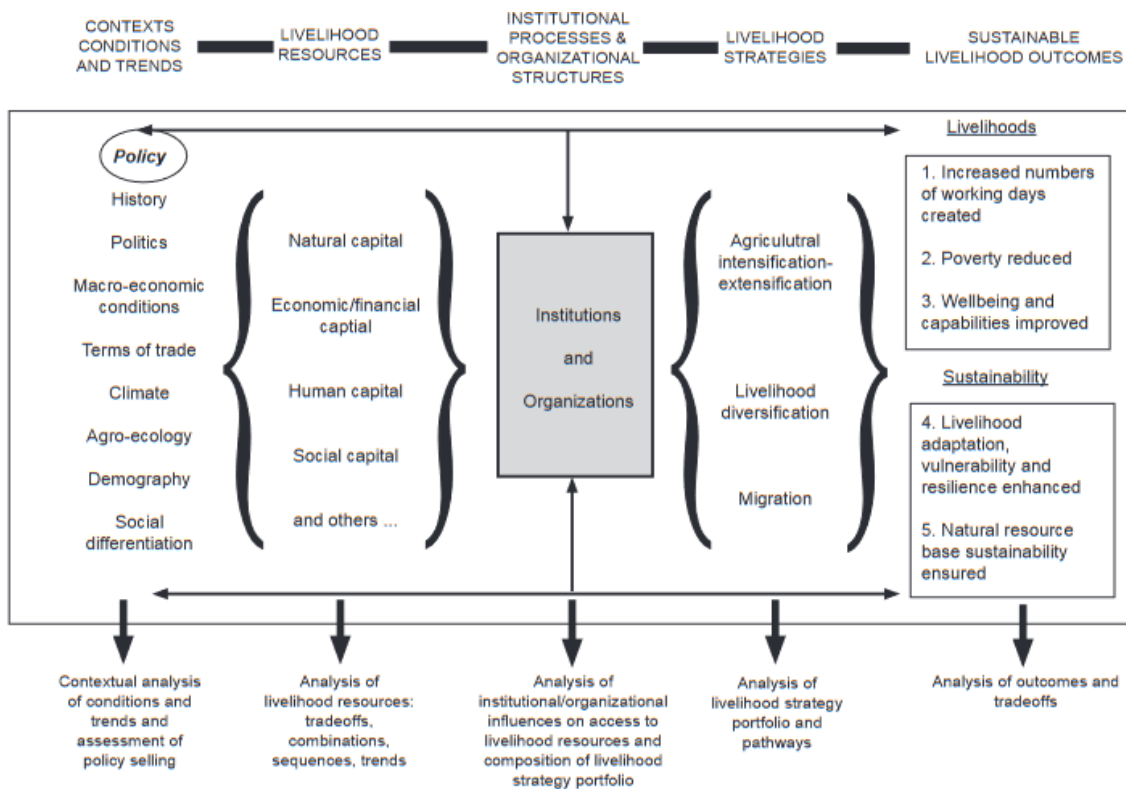 CONTEXTS
CONDITIONS
AND TRENDS
LIVELIHOOD
RESOURCES
INSTITUTIONAL
PROCESSES &
ORGANIZATIONAL
STRUCTURES
LIVELIHOOD
STRATEGIES
SUSTAINABLE
LIVELIHOOD OUTCOMES
Policy
History
Politics
Macro-economic
conditions
Terms of trade
Climate
Agro-ecology
Demography
Social
differentiation
Natural capital
Economic/financial
captial
Human capital
Social capital
and others ...
Institutions
and
Organizations
Agriculutral
intensification-
extensification
Livelihood
diversification
Migration
Livelihoods
1. Increased numbers
of working days
created
2. Poverty reduced
3. Wellbeing and
capabilities improved
Sustainability
4. Livelihood
adaptation,
vulnerability and
resilience enhanced
5. Natural resource
base sustainability
ensured
Contextual analysis
of conditions and
trends and
assessment of
policy selling
Analysis of
livelihood resources:
tradeoffs,
combinations,
sequences, trends
Analysis of
institutional/organizational
influences on access to
livelihood resources and
composition of livelihood
strategy portfolio
Analysis of
livelihood strategy
portfolio and
pathways
Analysis of outcomes and
tradeoffs